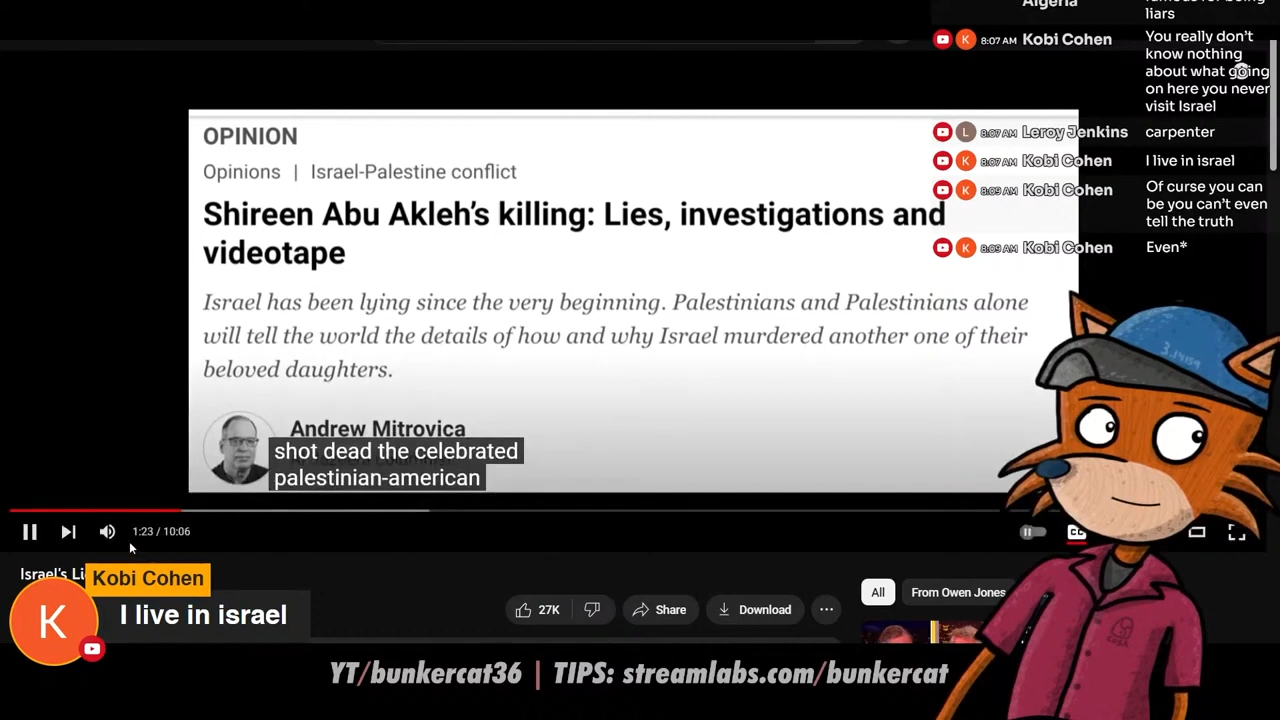 Algeria
liars
8:07 AM Kobi Cohen
You really don't
know nothing
about what going
on here you never
visit Israel
L 8:07 AM Leroy Jenkins carpenter
K 8:07 AM Kobi Cohen I live in israel
K 8:09 AM Kobi Cohen
Of curse you can
be you can't even
tell the truth
K 8:09 AM Kobi Cohen Even*
OPINION
Opinions | Israel-Palestine conflict
Shireen Abu Akleh's killing: Lies, investigations and
videotape
Israel has been lying since the very beginning. Palestinians and Palestinians alone
will tell the world the details of how and why Israel murdered another one of their
beloved daughters.
Andrew Mitrovica
shot dead the celebrated
palestinian-american
3.14159
1:23 / 10:06
CC
Israel's
Kobi Cohen
K
I live in israel
27K
Share
Download
All
From Owen Jones
YT/bunkercat36 | TIPS: streamlabs.com/bunkercat